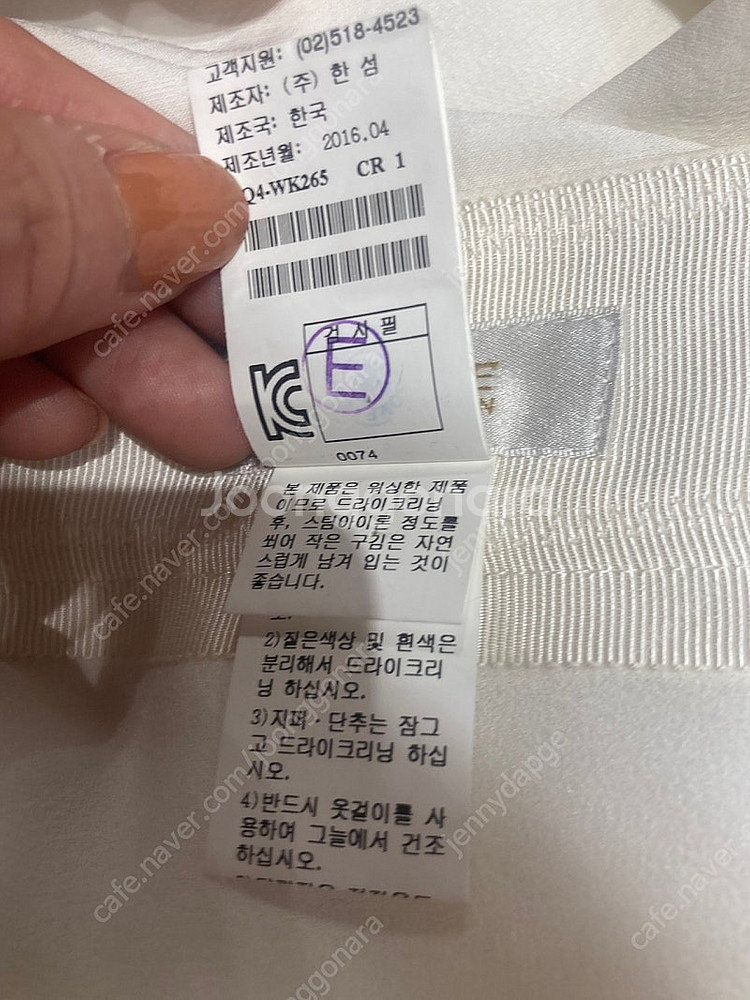 고객지원: (02)518-4523
제조자: (주) 한 섬
제조국: 한국
제조년월: 2016.04
Q4-WK265 CR 1
검 사 필
E
0074
본 제품은 워싱한 제품
이므로 드라이크리닝
후, 스팀아이론 정도를
쐬어 작은 구김은 자연
스럽게 남겨 입는 것이
좋습니다.
2)짙은색상 및 흰색은
분리해서 드라이크리
닝 하십시오.
3)지퍼·단추는 잠그
고 드라이크리닝 하십
시오.
4)반드시 옷걸이를 사
용하여 그늘에서 건조
하십시오.
cafe.naver.com/joonggonara
jennydapge